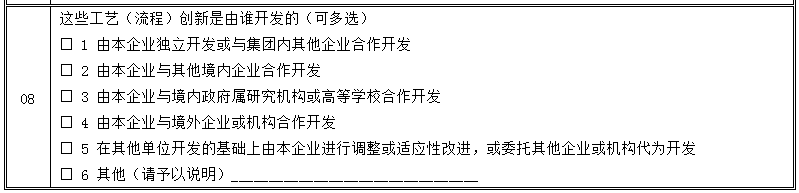 这些工艺（流程）创新是由谁开发的（可多选）
□ 1 由本企业独立开发或与集团内其他企业合作开发
□ 2 由本企业与其他境内企业合作开发
08
□ 3 由本企业与境内政府属研究机构或高等学校合作开发
□ 4 由本企业与境外企业或机构合作开发
□ 5 在其他单位开发的基础上由本企业进行调整或适应性改进，或委托其他企业或机构代为开发
□ 6 其他（请予以说明）______________________________